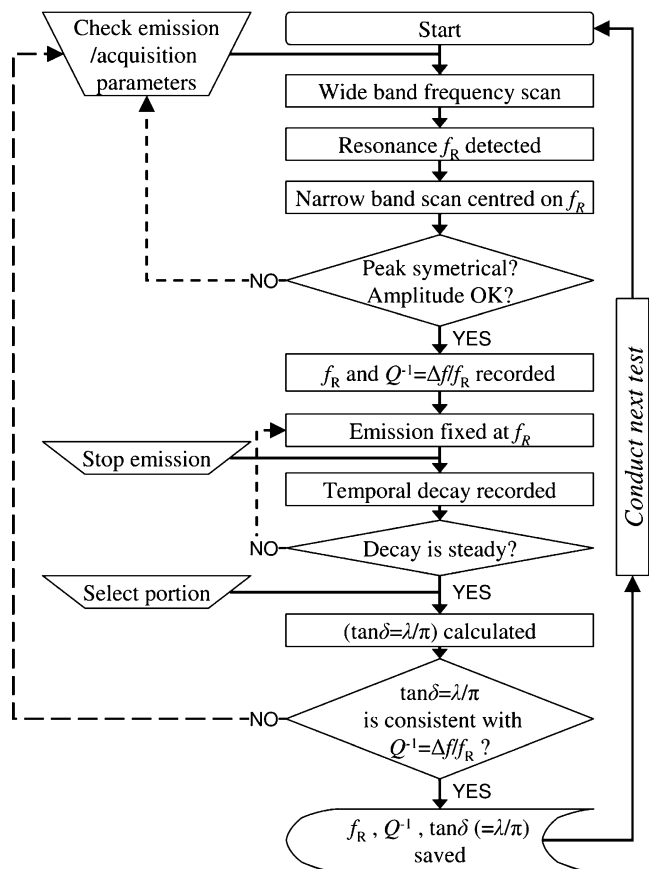 Check emission
/acquisition
parameters
Start
Wide band frequency scan
Resonance fR detected
Narrow band scan centred on fR
Peak symetrical?
Amplitude OK?
NO
YES
fR and Q-1=Δf/fR recorded
Emission fixed at fR
Stop emission
Temporal decay recorded
Decay is steady?
NO
YES
Select portion
(tanδ=λ/π) calculated
tanδ=λ/π
is consistent with
Q-1=Δf/fR ?
NO
YES
fR , Q-1 , tanδ (=λ/π)
saved
Conduct next test